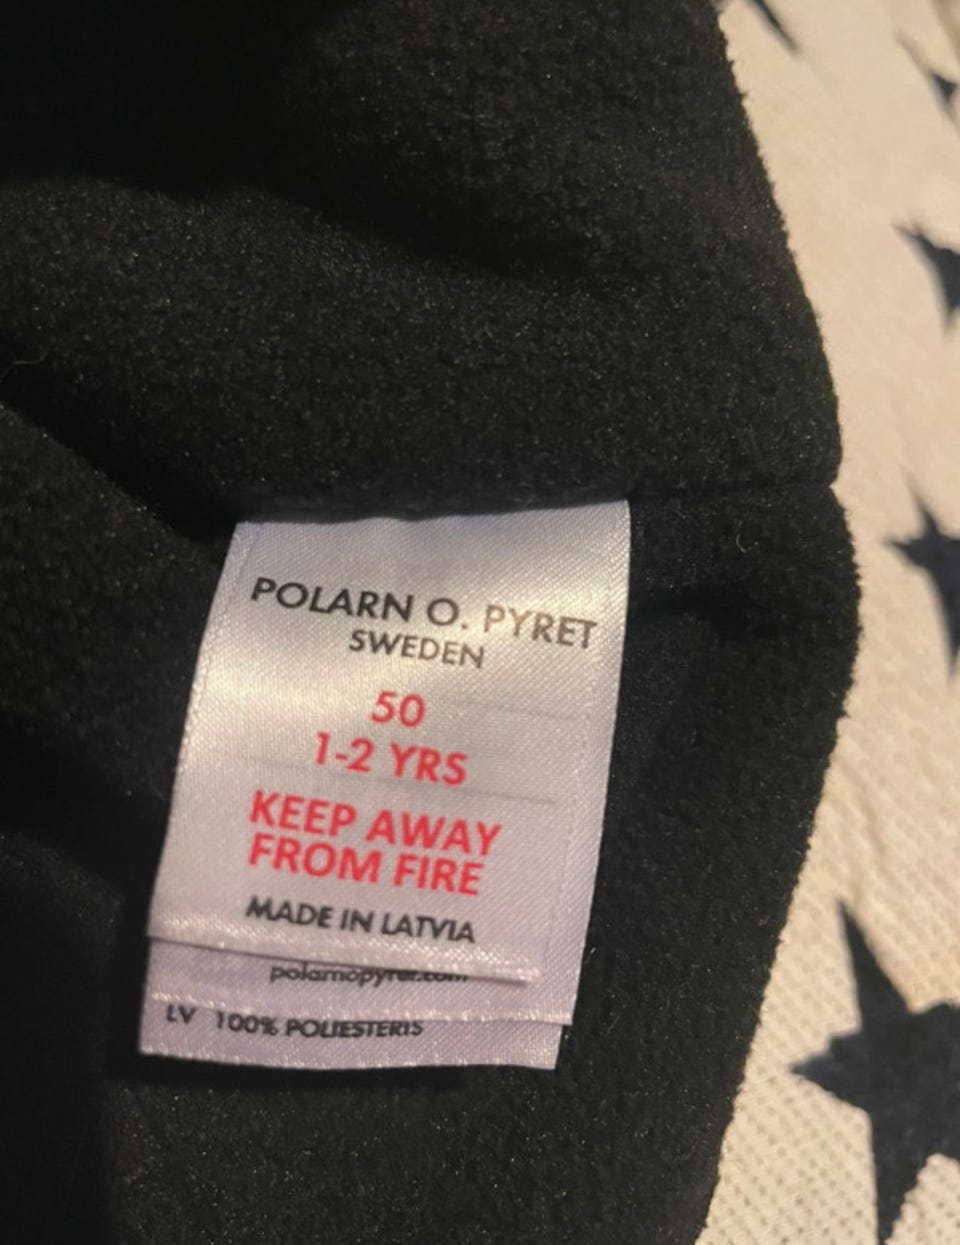 POLARN O. PYRET
SWEDEN
50
1-2 YRS
KEEP AWAY
FROM FIRE
MADE IN LATVIA
polarnopyret.com
LV 100% POLIESTERIS